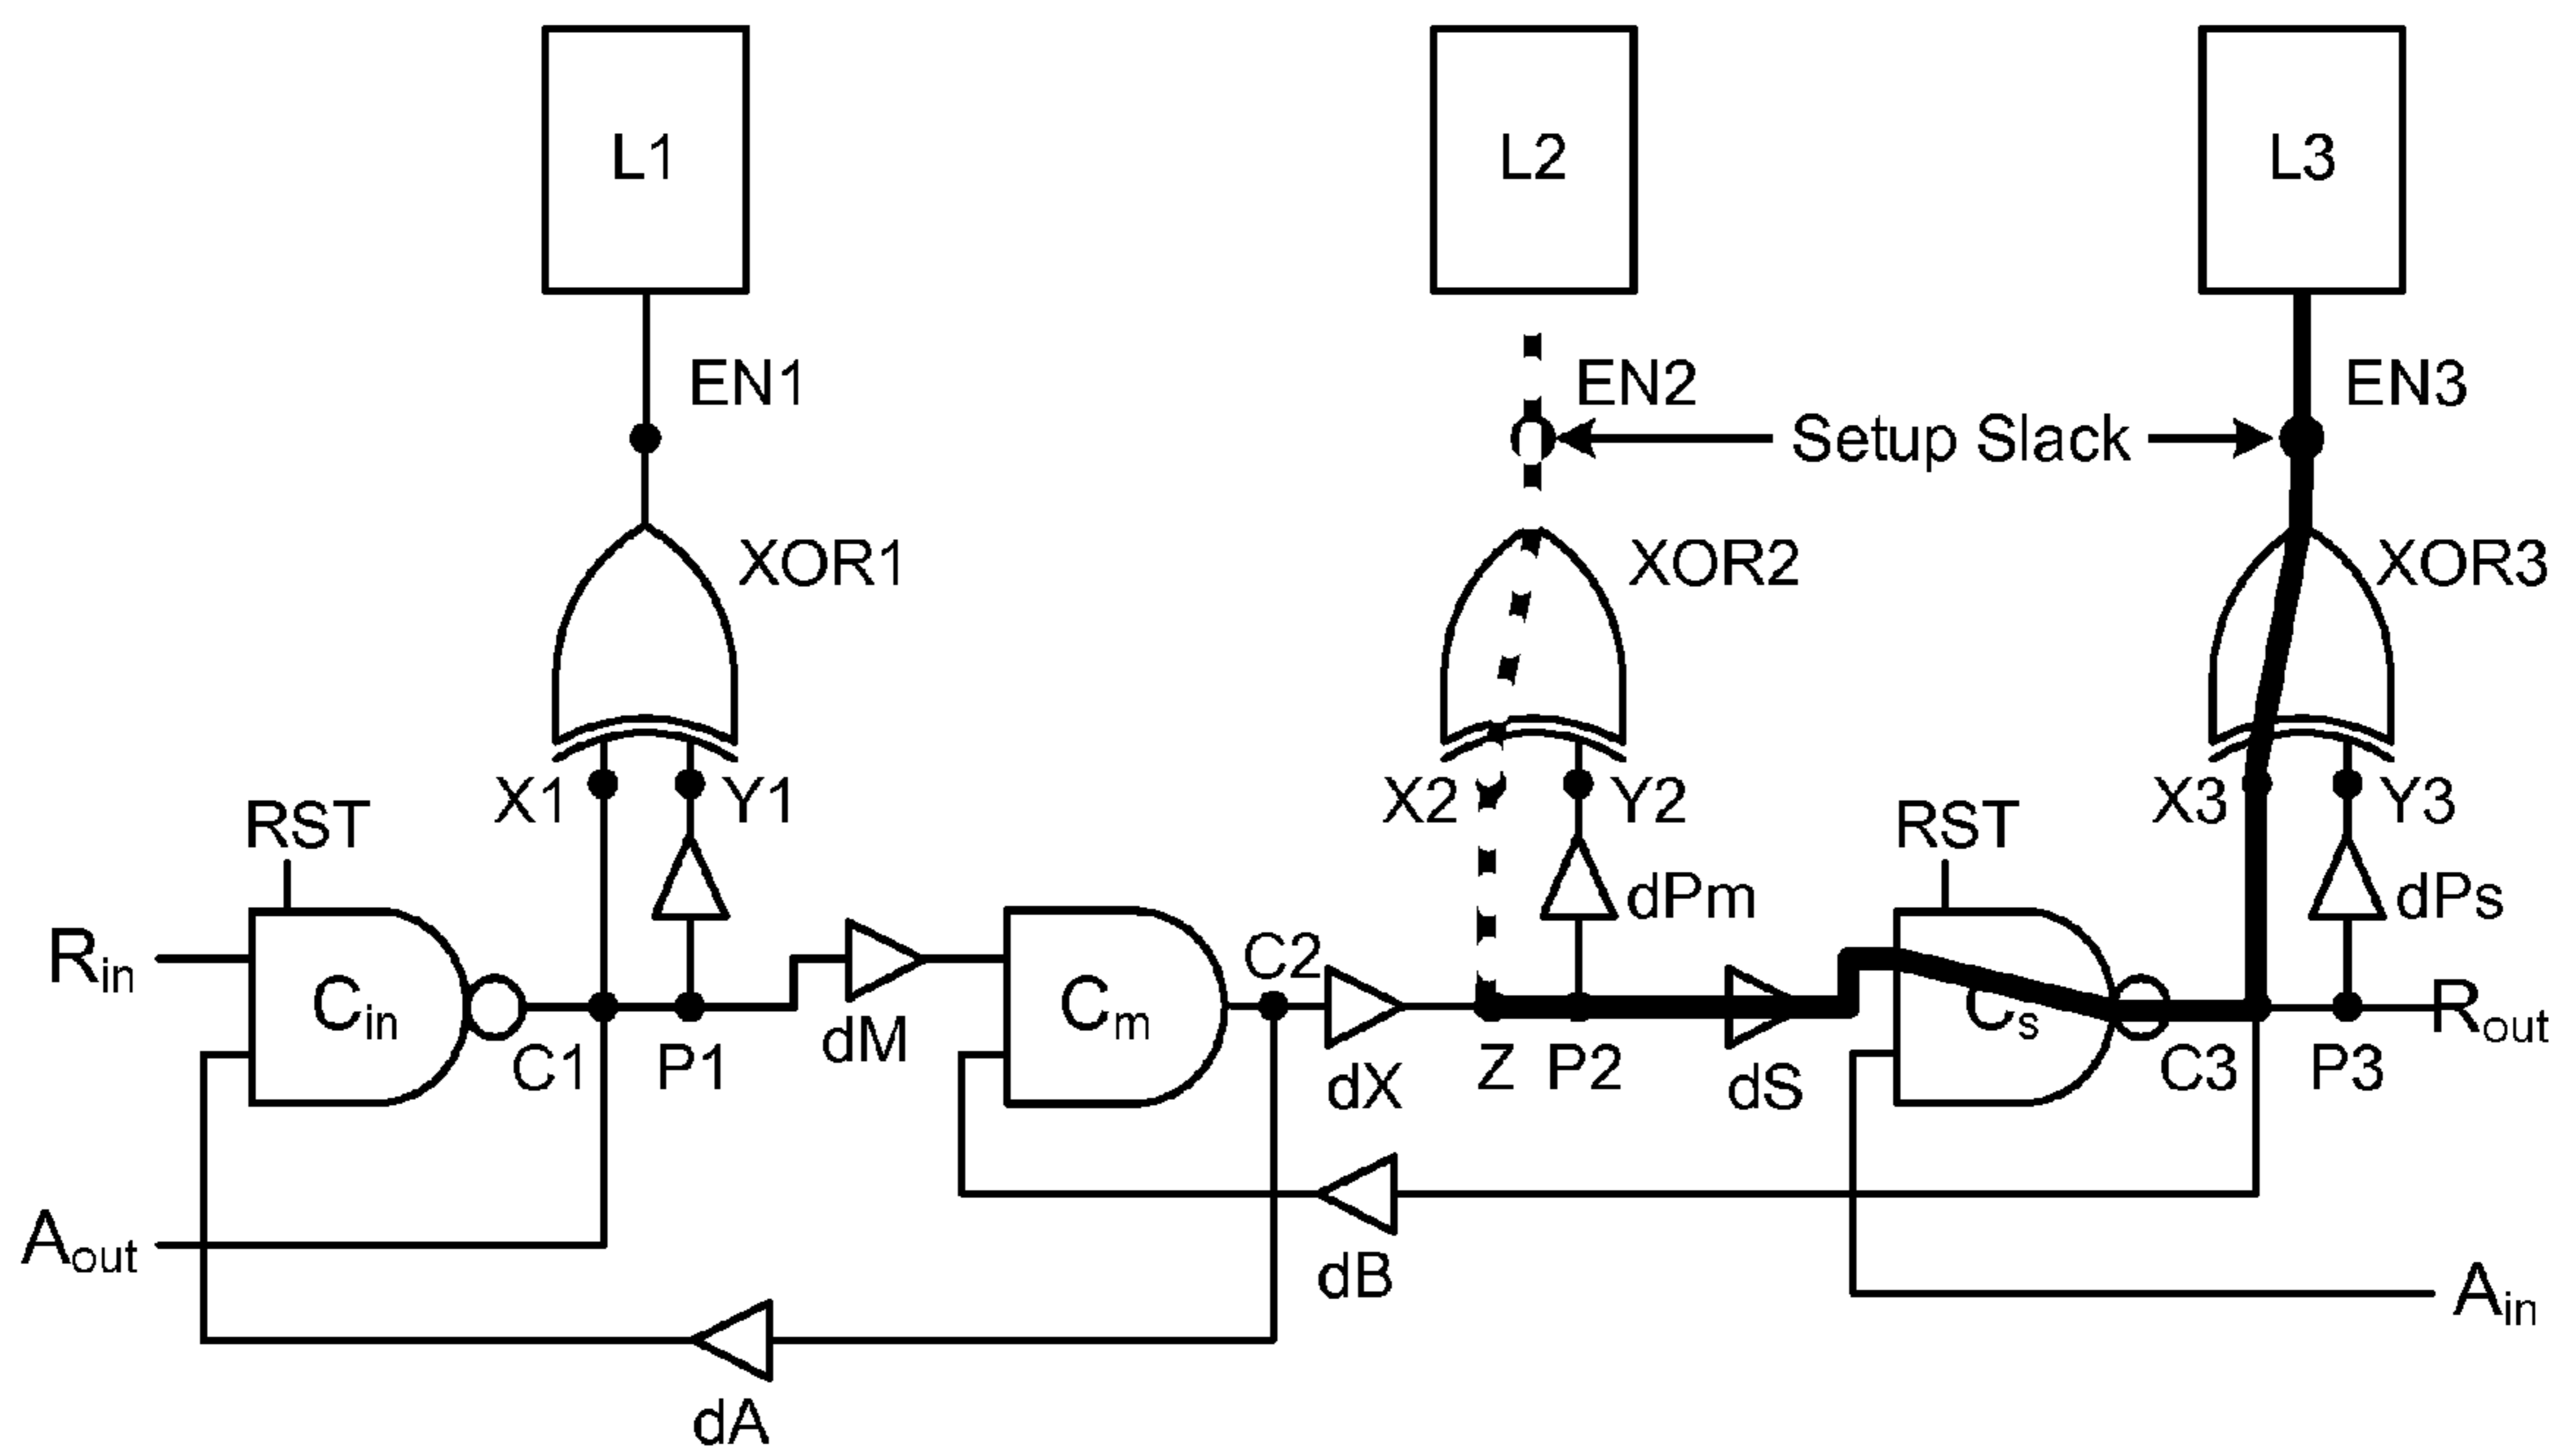 L1 L2 L3
EN1 EN2 EN3
Setup Slack
XOR1 XOR2 XOR3
X1 Y1 X2 Y2 X3 Y3
RST RST
dPm dPs
Rin Cin C1 P1 dM Cm C2 dX Z P2 dS Cs C3 P3 Rout
Aout dB Ain
dA